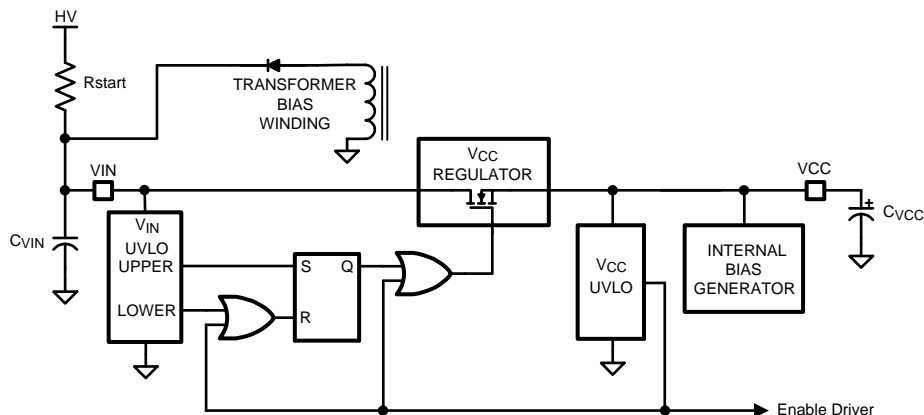 HV
Rstart
TRANSFORMER
BIAS
WINDING
VCC
REGULATOR
VIN
VCC
CVIN
CVCC
VIN
UVLO
UPPER
LOWER
S
Q
R
VCC
UVLO
INTERNAL
BIAS
GENERATOR
+
Enable Driver